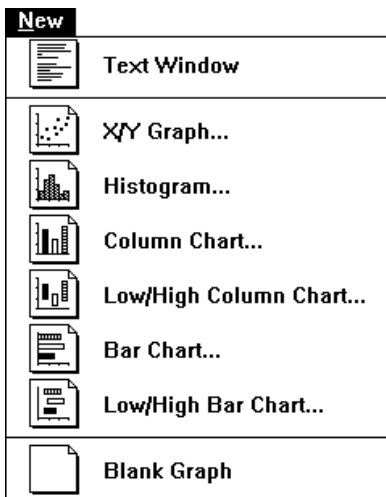 New
Text Window
X/Y Graph...
Histogram...
Column Chart...
Low/High Column Chart...
Bar Chart...
Low/High Bar Chart...
Blank Graph